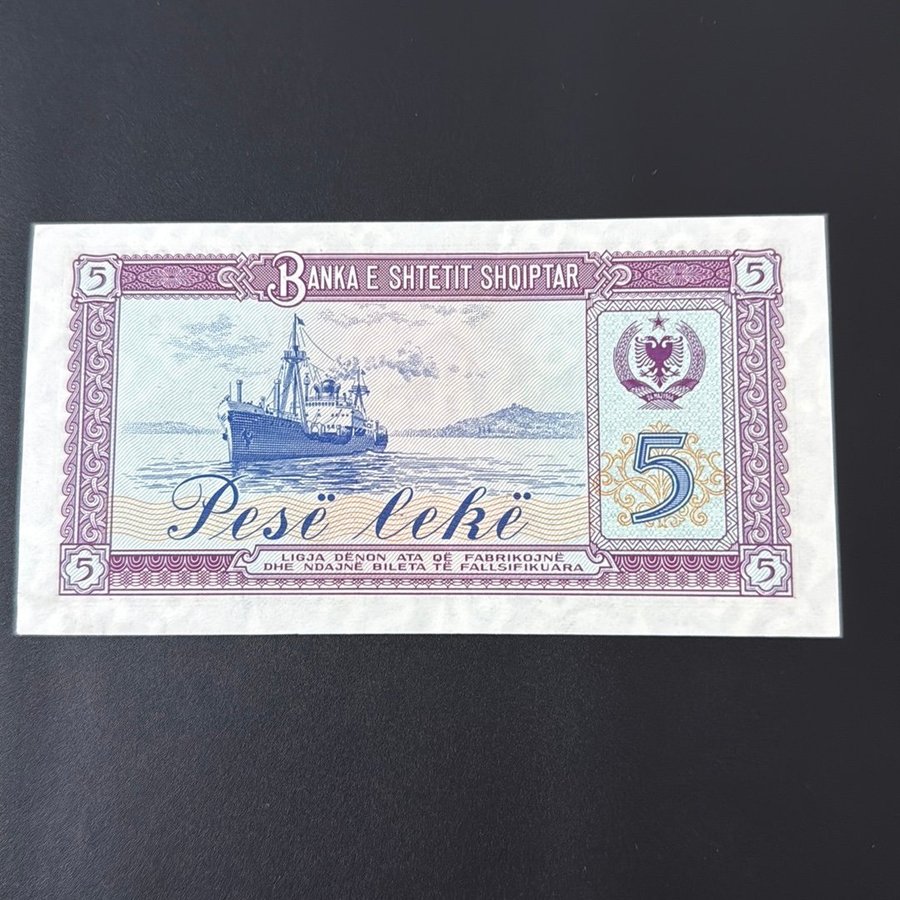 5 BANKA E SHTETIT SHQIPTAR 5
5
Pesë lekë
5 LIGJA DËNON ATA QË FABRIKOJNË 5
DHE NDAJNË BILETA TË FALLSIFIKUARA